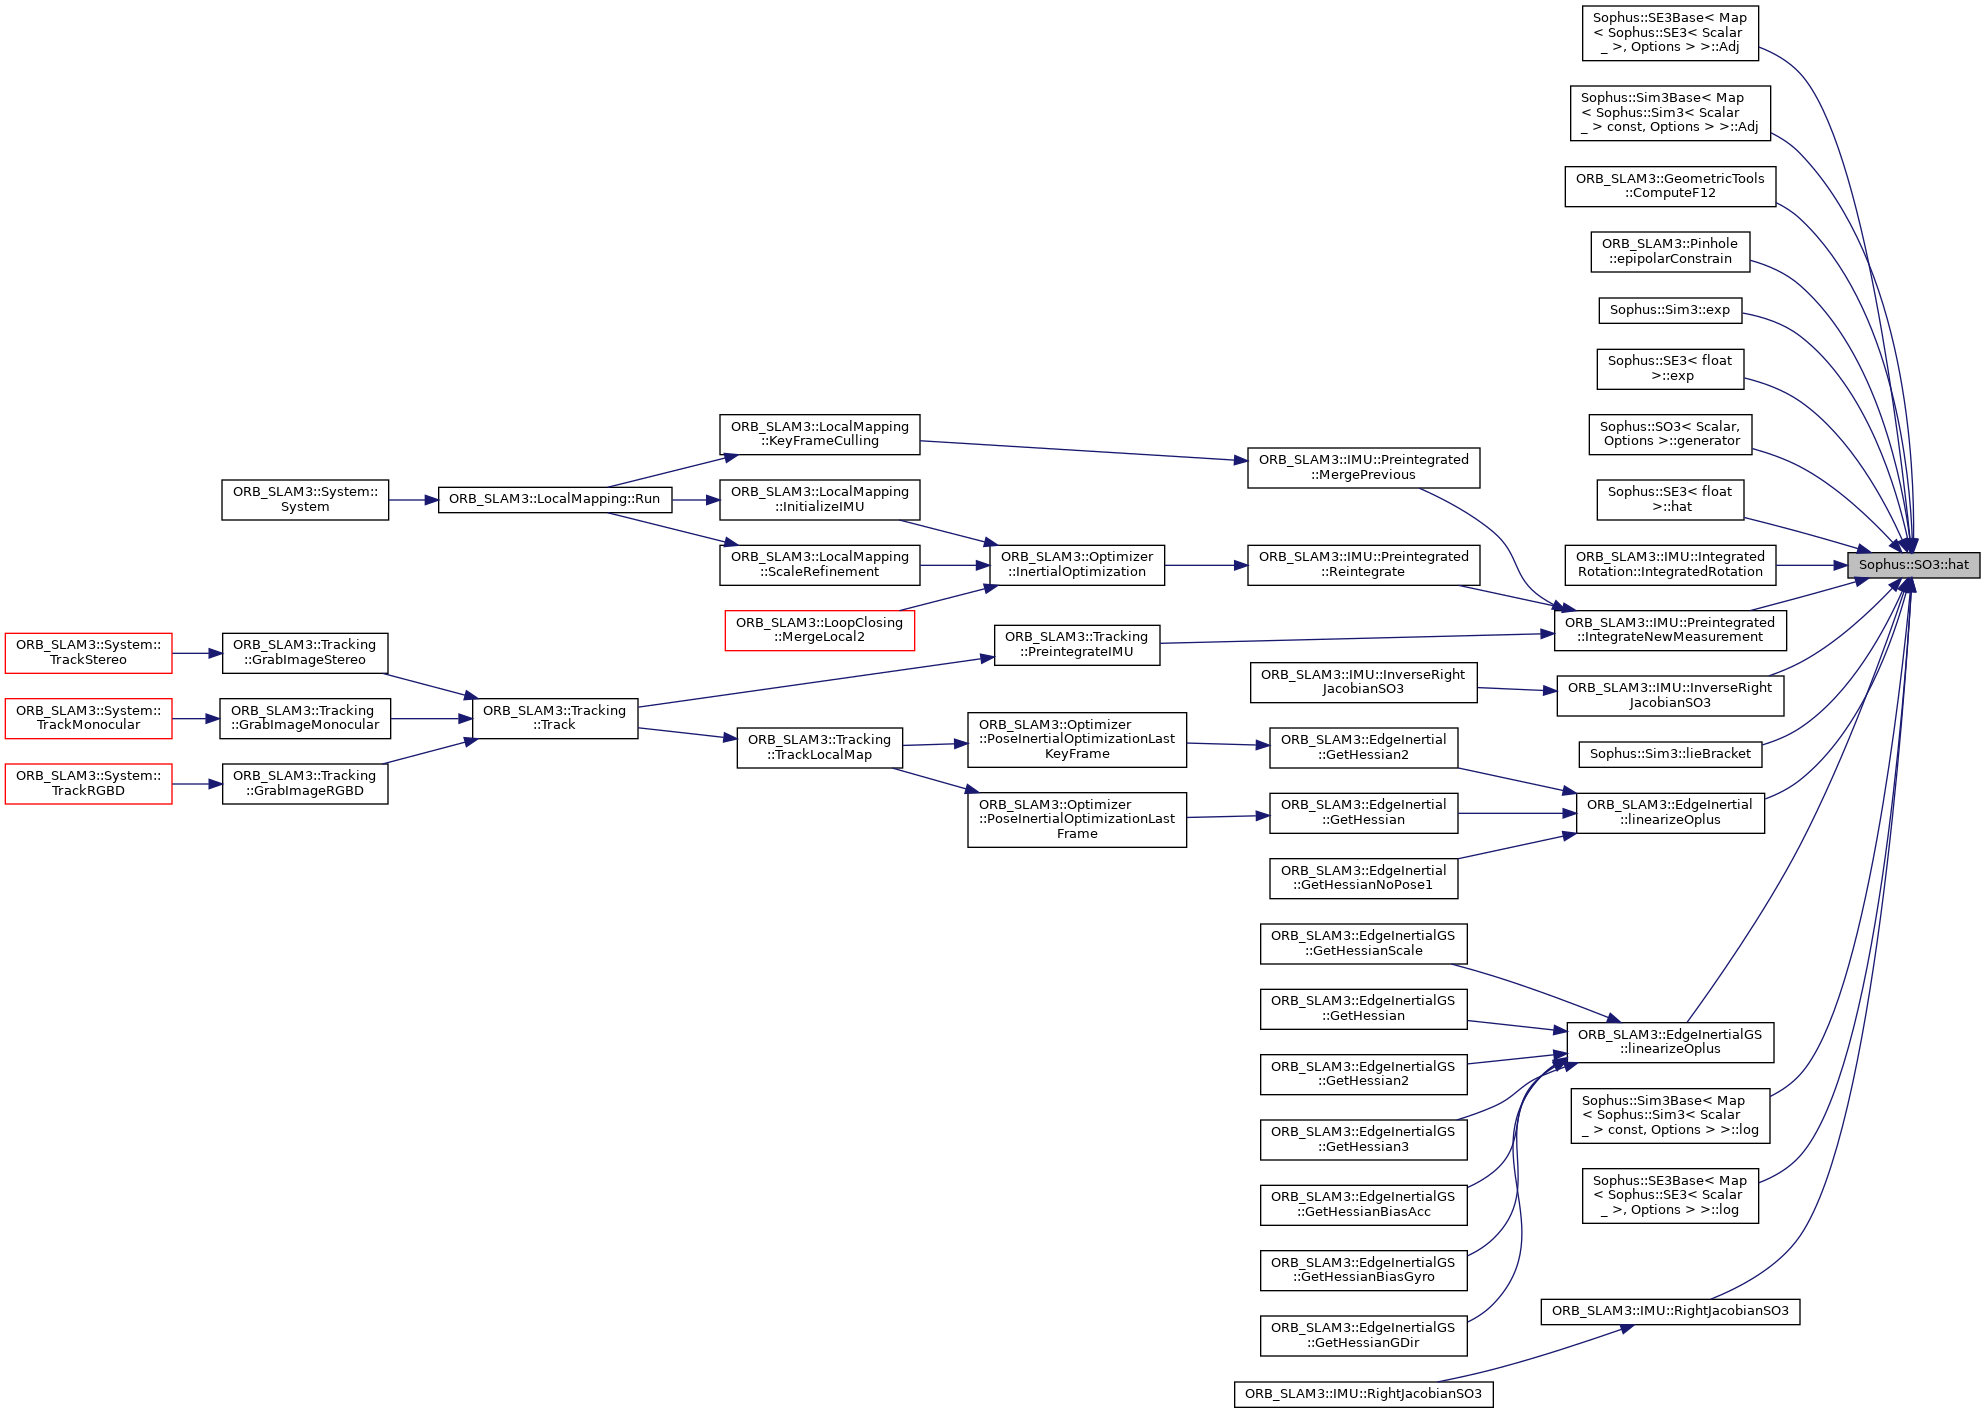 Sophus::SE3Base< Map
< Sophus::SE3< Scalar
_ >, Options > >::Adj
Sophus::Sim3Base< Map
< Sophus::Sim3< Scalar
_ > const, Options > >::Adj
ORB_SLAM3::GeometricTools
::ComputeF12
ORB_SLAM3::Pinhole
::epipolarConstrain
Sophus::Sim3::exp
Sophus::SE3< float
>::exp
Sophus::SO3< Scalar,
Options >::generator
Sophus::SE3< float
>::hat
ORB_SLAM3::IMU::Integrated
Rotation::IntegratedRotation
Sophus::SO3::hat
ORB_SLAM3::IMU::Preintegrated
::IntegrateNewMeasurement
ORB_SLAM3::IMU::InverseRight
JacobianSO3
Sophus::Sim3::lieBracket
ORB_SLAM3::EdgeInertial
::linearizeOplus
ORB_SLAM3::EdgeInertialGS
::linearizeOplus
Sophus::Sim3Base< Map
< Sophus::Sim3< Scalar
_ > const, Options > >::log
Sophus::SE3Base< Map
< Sophus::SE3< Scalar
_ >, Options > >::log
ORB_SLAM3::IMU::RightJacobianSO3
ORB_SLAM3::IMU::Preintegrated
::MergePrevious
ORB_SLAM3::IMU::Preintegrated
::Reintegrate
ORB_SLAM3::IMU::InverseRight
JacobianSO3
ORB_SLAM3::EdgeInertial
::GetHessian2
ORB_SLAM3::EdgeInertial
::GetHessian
ORB_SLAM3::EdgeInertial
::GetHessianNoPose1
ORB_SLAM3::EdgeInertialGS
::GetHessianScale
ORB_SLAM3::EdgeInertialGS
::GetHessian
ORB_SLAM3::EdgeInertialGS
::GetHessian2
ORB_SLAM3::EdgeInertialGS
::GetHessian3
ORB_SLAM3::EdgeInertialGS
::GetHessianBiasAcc
ORB_SLAM3::EdgeInertialGS
::GetHessianBiasGyro
ORB_SLAM3::EdgeInertialGS
::GetHessianGDir
ORB_SLAM3::IMU::RightJacobianSO3
ORB_SLAM3::Optimizer
::InertialOptimization
ORB_SLAM3::Tracking
::PreintegrateIMU
ORB_SLAM3::Optimizer
::PoseInertialOptimizationLast
KeyFrame
ORB_SLAM3::Optimizer
::PoseInertialOptimizationLast
Frame
ORB_SLAM3::LocalMapping
::KeyFrameCulling
ORB_SLAM3::LocalMapping
::InitializeIMU
ORB_SLAM3::LocalMapping
::ScaleRefinement
ORB_SLAM3::LoopClosing
::MergeLocal2
ORB_SLAM3::Tracking
::TrackLocalMap
ORB_SLAM3::LocalMapping::Run
ORB_SLAM3::Tracking
::Track
ORB_SLAM3::System::
System
ORB_SLAM3::Tracking
::GrabImageStereo
ORB_SLAM3::Tracking
::GrabImageMonocular
ORB_SLAM3::Tracking
::GrabImageRGBD
ORB_SLAM3::System::
TrackStereo
ORB_SLAM3::System::
TrackMonocular
ORB_SLAM3::System::
TrackRGBD